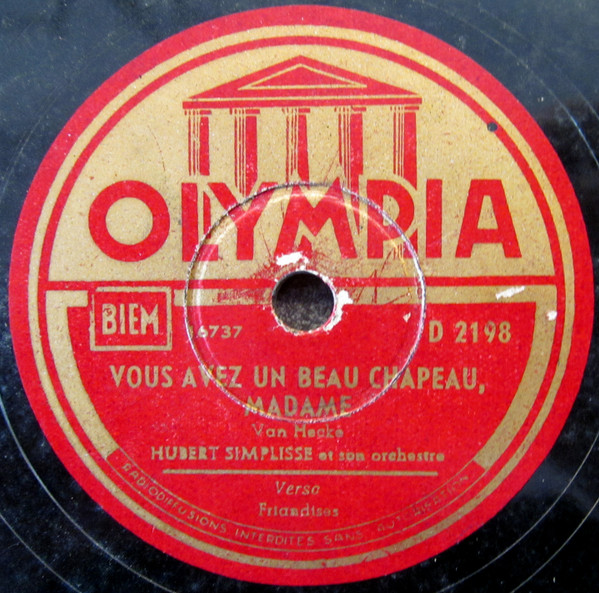 OLYMPIA
BIEM
16737
D 2198
VOUS AVEZ UN BEAU CHAPEAU,
MADAME
Van Hecke
HUBERT SIMPLISSE et son orchestre
Verso
Friandises
RADIODIFFUSIONS INTERDITES SANS AUTORISATION